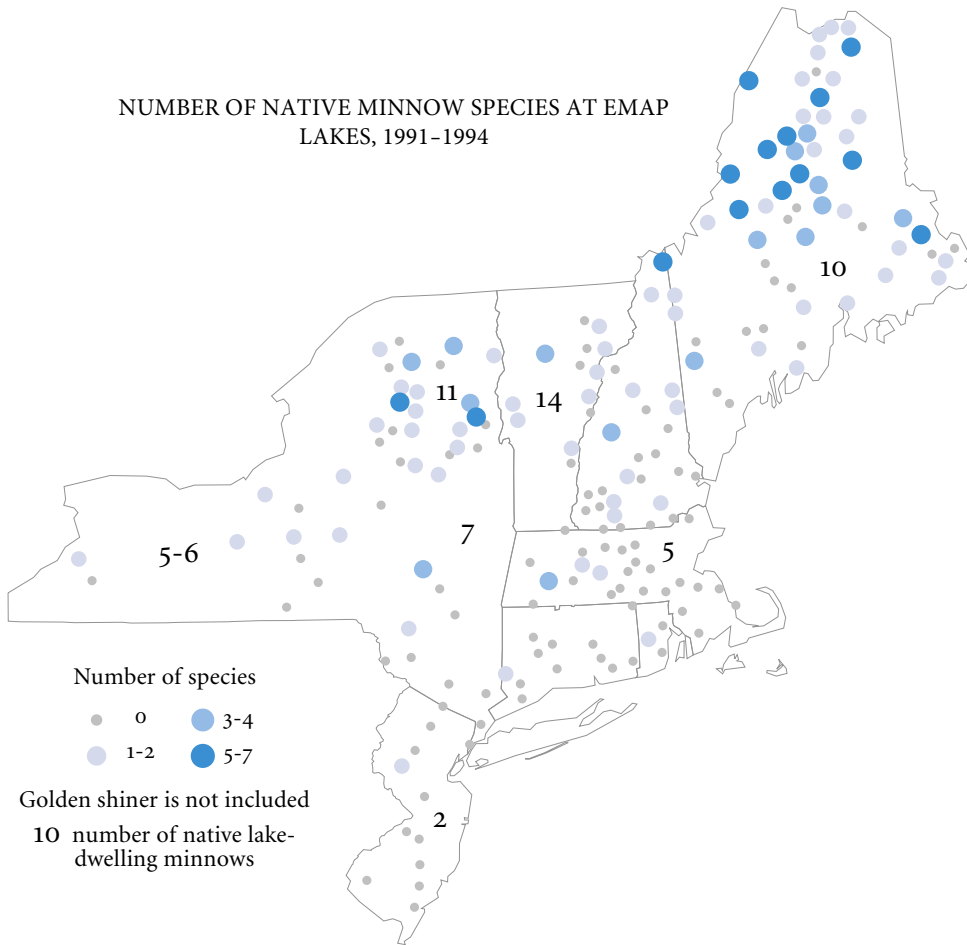 NUMBER OF NATIVE MINNOW SPECIES AT EMAP
LAKES, 1991–1994
10
11
14
7
5-6
5
Number of species
0
3-4
1-2
5-7
Golden shiner is not included
10 number of native lake-
dwelling minnows
2